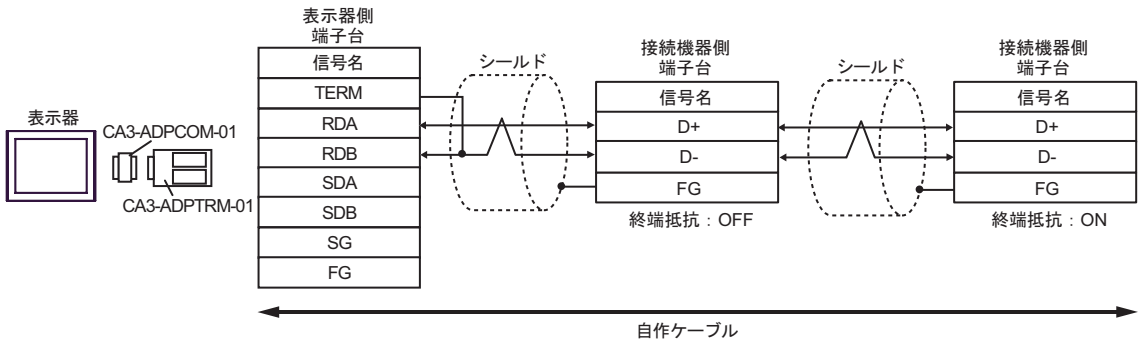 表示器
CA3-ADPCOM-01
CA3-ADPTRM-01
表示器側
端子台
信号名
TERM
RDA
RDB
SDA
SDB
SG
FG
シールド
接続機器側
端子台
信号名
D+
D-
FG
終端抵抗：OFF
シールド
接続機器側
端子台
信号名
D+
D-
FG
終端抵抗：ON
自作ケーブル